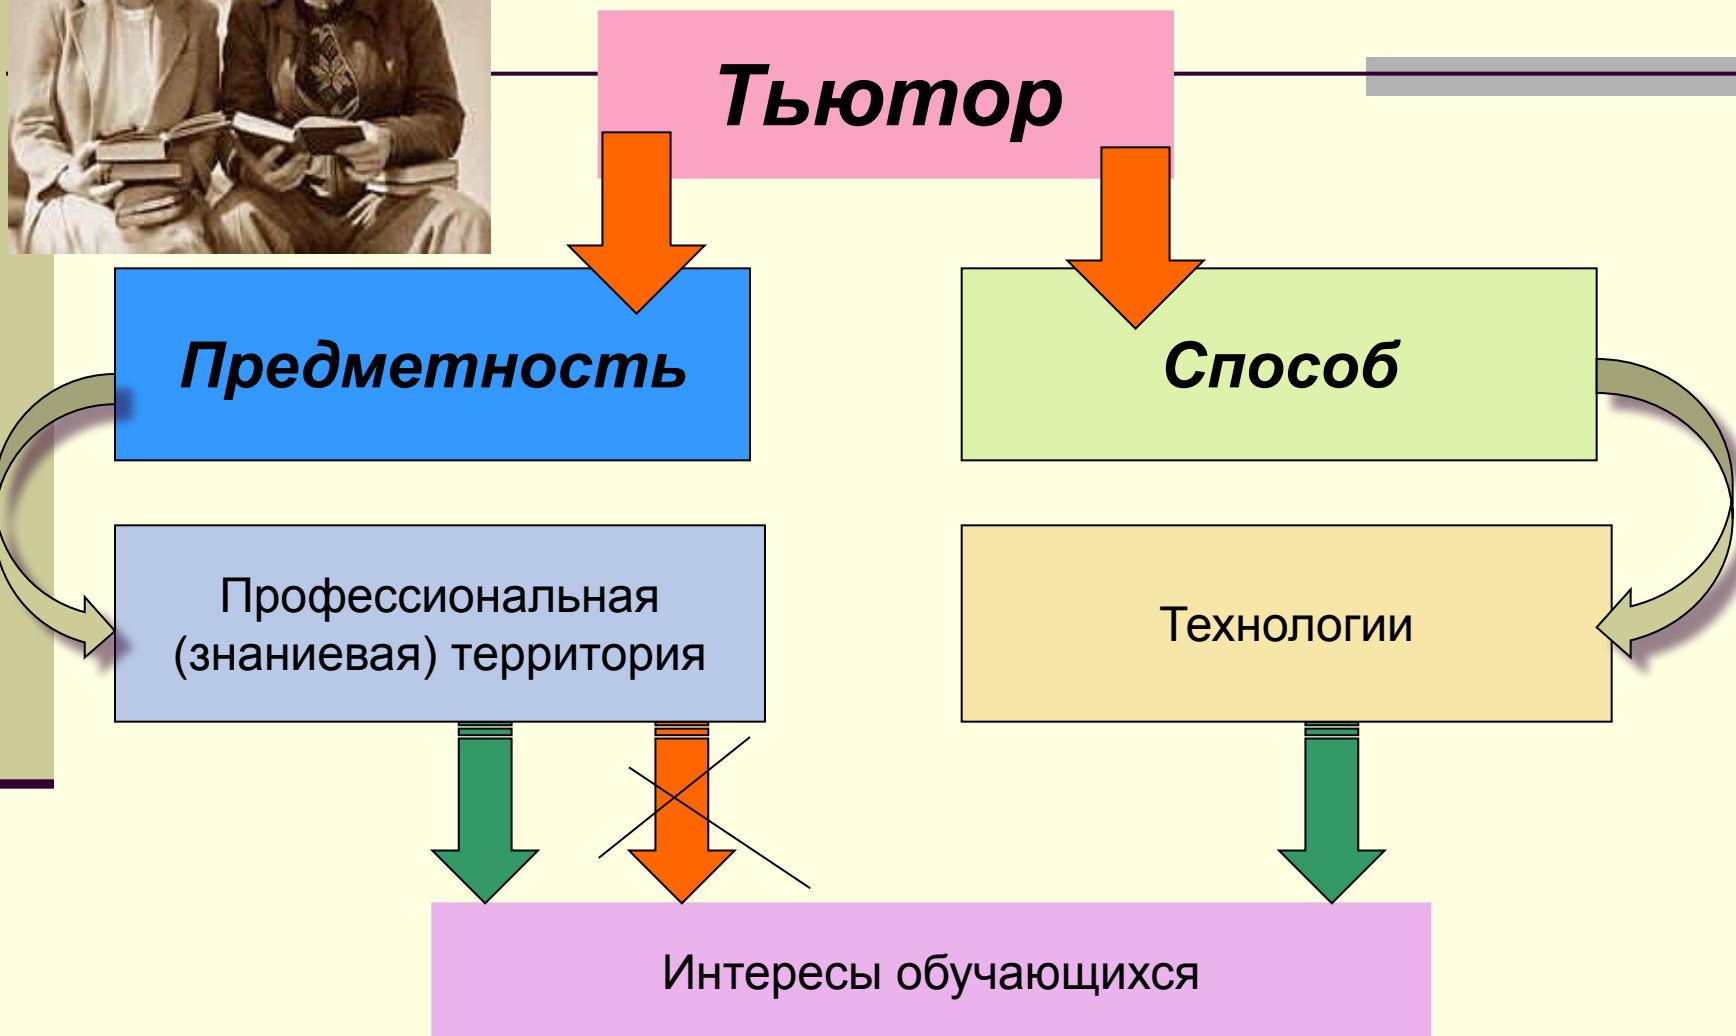 Тьютор
Предметность
Способ
Профессиональная
(знаниевая) территория
Технологии
Интересы обучающихся